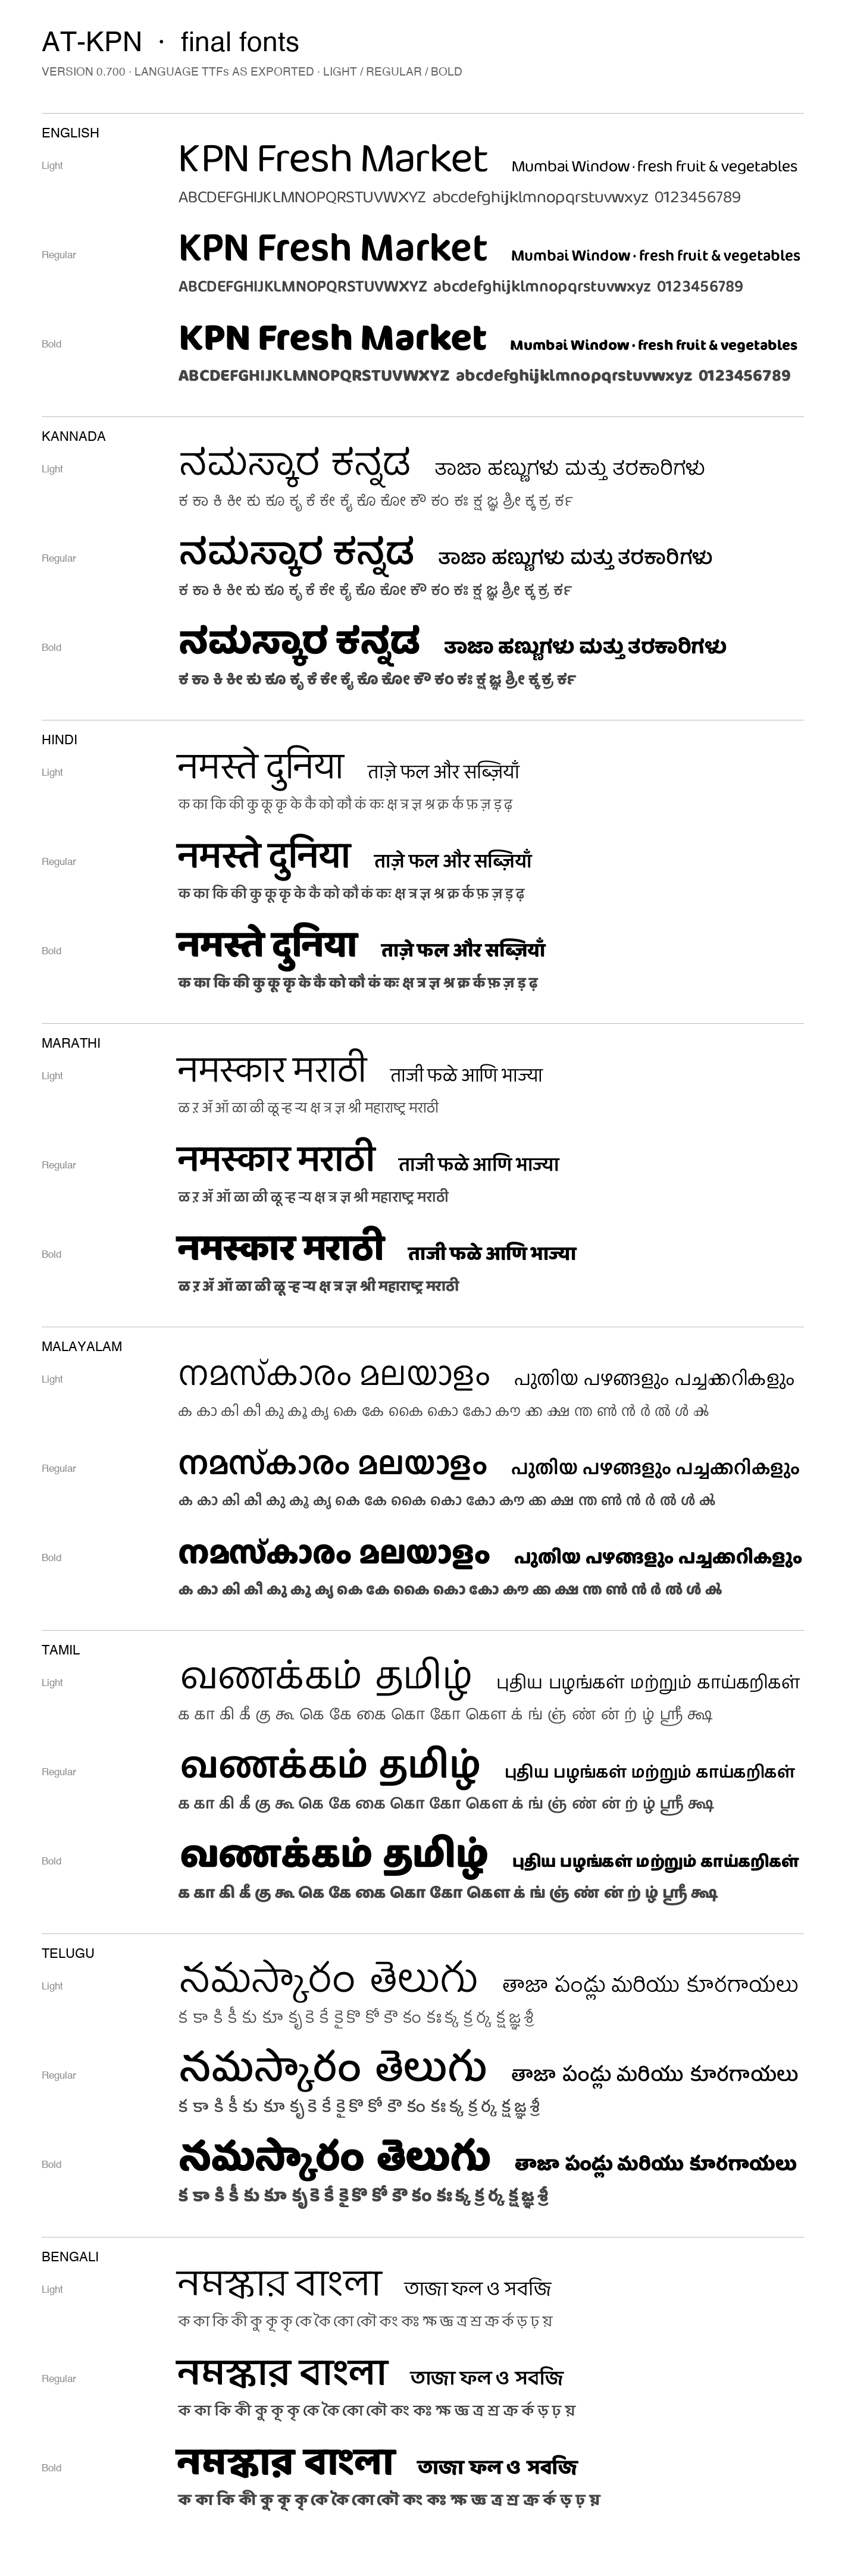 AT-KPN · final fonts
VERSION 0.700 · LANGUAGE TTFs AS EXPORTED · LIGHT / REGULAR / BOLD
ENGLISH
Light
KPN Fresh Market Mumbai Window · fresh fruit & vegetables
ABCDEFGHIJKLMNOPQRSTUVWXYZ abcdefghijklmnopqrstuvwxyz 0123456789
Regular
KPN Fresh Market Mumbai Window · fresh fruit & vegetables
ABCDEFGHIJKLMNOPQRSTUVWXYZ abcdefghijklmnopqrstuvwxyz 0123456789
Bold
KPN Fresh Market Mumbai Window · fresh fruit & vegetables
ABCDEFGHIJKLMNOPQRSTUVWXYZ abcdefghijklmnopqrstuvwxyz 0123456789
KANNADA
Light
ನಮಸ್ಕಾರ ಕನ್ನಡ ತಾಜಾ ಹಣ್ಣುಗಳು ಮತ್ತು ತರಕಾರಿಗಳು
ಕ ಕಾ ಕಿ ಕೀ ಕು ಕೂ ಕೃ ಕೆ ಕೇ ಕೈ ಕೊ ಕೋ ಕೌ ಕಂ ಕಃ ಕ್ಷ ಜ್ಞ ಶ್ರೀ ಕ್ಕ ಕ್ರ ರ್ಕ
Regular
ನಮಸ್ಕಾರ ಕನ್ನಡ ತಾಜಾ ಹಣ್ಣುಗಳು ಮತ್ತು ತರಕಾರಿಗಳು
ಕ ಕಾ ಕಿ ಕೀ ಕು ಕೂ ಕೃ ಕೆ ಕೇ ಕೈ ಕೊ ಕೋ ಕೌ ಕಂ ಕಃ ಕ್ಷ ಜ್ಞ ಶ್ರೀ ಕ್ಕ ಕ್ರ ರ್ಕ
Bold
ನಮಸ್ಕಾರ ಕನ್ನಡ ತಾಜಾ ಹಣ್ಣುಗಳು ಮತ್ತು ತರಕಾರಿಗಳು
ಕ ಕಾ ಕಿ ಕೀ ಕು ಕೂ ಕೃ ಕೆ ಕೇ ಕೈ ಕೊ ಕೋ ಕೌ ಕಂ ಕಃ ಕ್ಷ ಜ್ಞ ಶ್ರೀ ಕ್ಕ ಕ್ರ ರ್ಕ
HINDI
Light
नमस्ते दुनिया ताज़े फल और सब्ज़ियाँ
क का कि की कु कू कृ के कै को कौ कं कः क्ष त्र ज्ञ श्र क्र र्क फ़ ज़ ड़ ढ़
Regular
नमस्ते दुनिया ताज़े फल और सब्ज़ियाँ
क का कि की कु कू कृ के कै को कौ कं कः क्ष त्र ज्ञ श्र क्र र्क फ़ ज़ ड़ ढ़
Bold
नमस्ते दुनिया ताज़े फल और सब्ज़ियाँ
क का कि की कु कू कृ के कै को कौ कं कः क्ष त्र ज्ञ श्र क्र र्क फ़ ज़ ड़ ढ़
MARATHI
Light
नमस्कार मराठी ताजी फळे आणि भाज्या
ळ ऱ ॲ ऑ ळा ळी ळू ऱ्ह ऱ्य क्ष त्र ज्ञ श्री महाराष्ट्र मराठी
Regular
नमस्कार मराठी ताजी फळे आणि भाज्या
ळ ऱ ॲ ऑ ळा ळी ळू ऱ्ह ऱ्य क्ष त्र ज्ञ श्री महाराष्ट्र मराठी
Bold
नमस्कार मराठी ताजी फळे आणि भाज्या
ळ ऱ ॲ ऑ ळा ळी ळू ऱ्ह ऱ्य क्ष त्र ज्ञ श्री महाराष्ट्र मराठी
MALAYALAM
Light
നമസ്കാരം മലയാളം പുതിയ പഴങ്ങളും പച്ചക്കറികളും
ക കാ കി കീ കു കൂ കൃ കെ കേ കൈ കൊ കോ കൗ ക്ക ക്ഷ ന്ത ൺ ൻ ർ ൽ ൾ ൿ
Regular
നമസ്കാരം മലയാളം പുതിയ പഴങ്ങളും പച്ചക്കറികളും
ക കാ കി കീ കു കൂ കൃ കെ കേ കൈ കൊ കോ കൗ ക്ക ക്ഷ ന്ത ൺ ൻ ർ ൽ ൾ ൿ
Bold
നമസ്കാരം മലയാളം പുതിയ പഴങ്ങളും പച്ചക്കറികളും
ക കാ കി കീ കു കൂ കൃ കെ കേ കൈ കൊ കോ കൗ ക്ക ക്ഷ ന്ത ൺ ൻ ർ ൽ ൾ ൿ
TAMIL
Light
வணக்கம் தமிழ் புதிய பழங்கள் மற்றும் காய்கறிகள்
க கா கி கீ கு கூ கெ கே கை கொ கோ கௌ க் ங் ஞ் ண் ன் ற் ழ் ஸ்ரீ க்ஷ
Regular
வணக்கம் தமிழ் புதிய பழங்கள் மற்றும் காய்கறிகள்
க கா கி கீ கு கூ கெ கே கை கொ கோ கௌ க் ங் ஞ் ண் ன் ற் ழ் ஸ்ரீ க்ஷ
Bold
வணக்கம் தமிழ் புதிய பழங்கள் மற்றும் காய்கறிகள்
க கா கி கீ கு கூ கெ கே கை கொ கோ கௌ க் ங் ஞ் ண் ன் ற் ழ் ஸ்ரீ க்ஷ
TELUGU
Light
నమస్కారం తెలుగు తాజా పండ్లు మరియు కూరగాయలు
క కా కి కీ కు కూ కృ కె కే కై కొ కో కౌ కం కః క్క క్ర ర్క క్ష జ్ఞ శ్రీ
Regular
నమస్కారం తెలుగు తాజా పండ్లు మరియు కూరగాయలు
క కా కి కీ కు కూ కృ కె కే కై కొ కో కౌ కం కః క్క క్ర ర్క క్ష జ్ఞ శ్రీ
Bold
నమస్కారం తెలుగు తాజా పండ్లు మరియు కూరగాయలు
క కా కి కీ కు కూ కృ కె కే కై కొ కో కౌ కం కః క్క క్ర ర్క క్ష జ్ఞ శ్రీ
BENGALI
Light
নমস্কার বাংলা তাজা ফল ও সবজি
ক কা কি কী কু কূ কৃ কে কৈ কো কৌ কং কঃ ক্ষ জ্ঞ ত্র শ্র ক্র র্ক ড় ঢ় য়
Regular
নমস্কার বাংলা তাজা ফল ও সবজি
ক কা কি কী কু কূ কৃ কে কৈ কো কৌ কং কঃ ক্ষ জ্ঞ ত্র শ্র ক্র র্ক ড় ঢ় য়
Bold
নমস্কার বাংলা তাজা ফল ও সবজি
ক কা কি কী কু কূ কৃ কে কৈ কো কৌ কং কঃ ক্ষ জ্ঞ ত্র শ্র ক্র র্ক ড় ঢ় য়